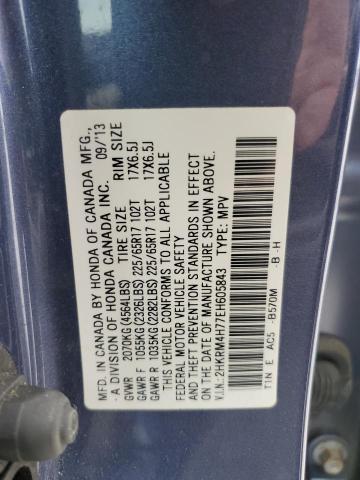 MFD. IN CANADA BY HONDA OF CANADA MFG.,
- A DIVISION OF HONDA CANADA INC. 09/'13
GVWR 2070KG(4564LBS) TIRE SIZE RIM SIZE
GAWR F 1055KG(2326LBS) 225/65R17 102T 17X6.5J
GAWR R 1035KG(2282LBS) 225/65R17 102T 17X6.5J
THIS VEHICLE CONFORMS TO ALL APPLICABLE
FEDERAL MOTOR VEHICLE SAFETY
AND THEFT PREVENTION STANDARDS IN EFFECT
ON THE DATE OF MANUFACTURE SHOWN ABOVE.
V.I.N.: 2HKRM4H77EH605843 TYPE: MPV
T1N E AC5 -B570M -B -H